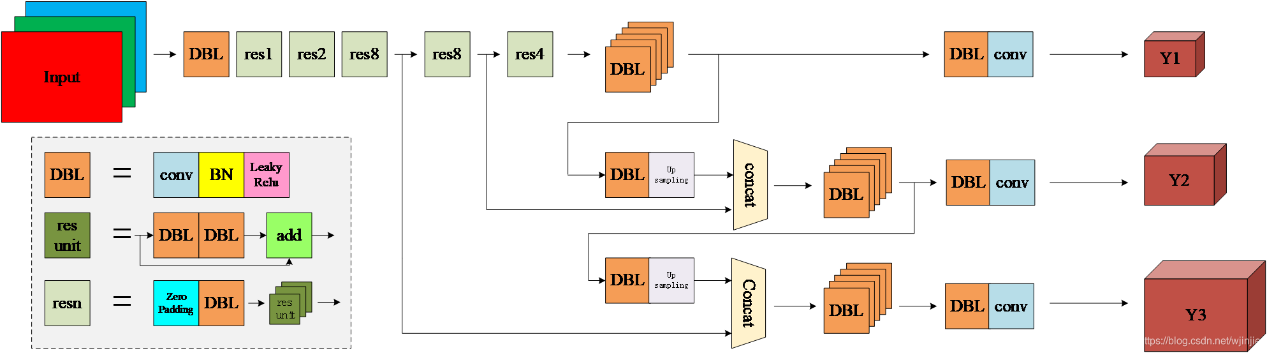 Input
DBL
res1
res2
res8
res8
res4
DBL
DBL
conv
Y1
DBL
Up
sampling
concat
DBL
DBL
conv
Y2
DBL
Up
sampling
Concat
DBL
DBL
conv
Y3
DBL
=
conv
BN
Leaky
Relu
res
unit
=
DBL
DBL
add
resn
=
Zero
Padding
DBL
res
unit
https://blog.csdn.net/wjinjie